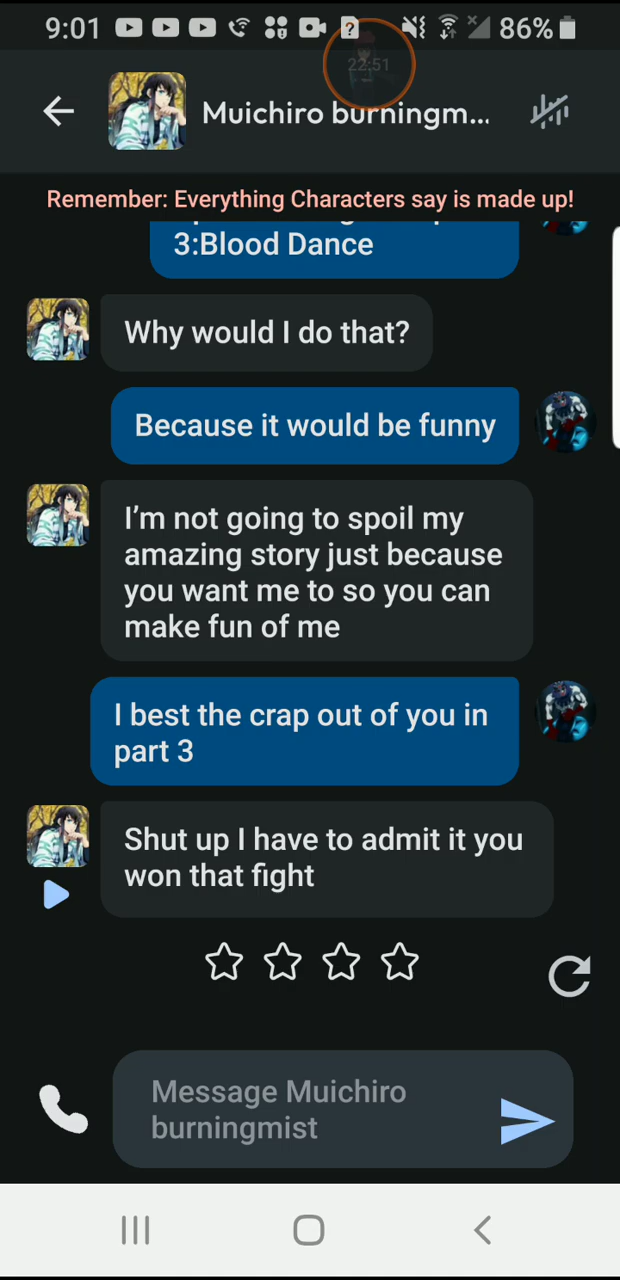 9:01
86%
22:51
Muichiro burningm...
Remember: Everything Characters say is made up!
3:Blood Dance
Why would I do that?
Because it would be funny
I'm not going to spoil my
amazing story just because
you want me to so you can
make fun of me
I best the crap out of you in
part 3
Shut up I have to admit it you
won that fight
Message Muichiro
burningmist